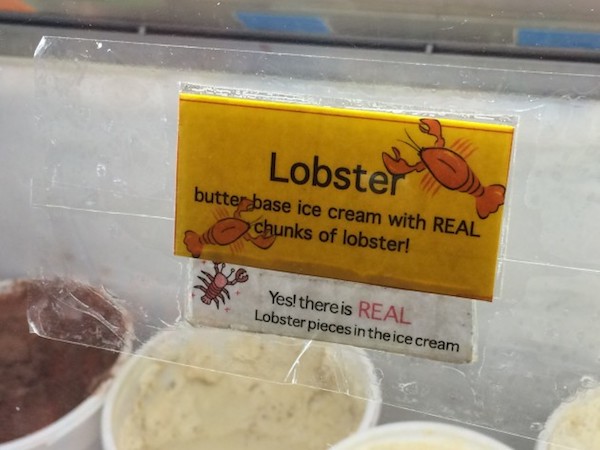 Lobster
butter base ice cream with REAL
chunks of lobster!
Yes! there is REAL
Lobster pieces in the ice cream